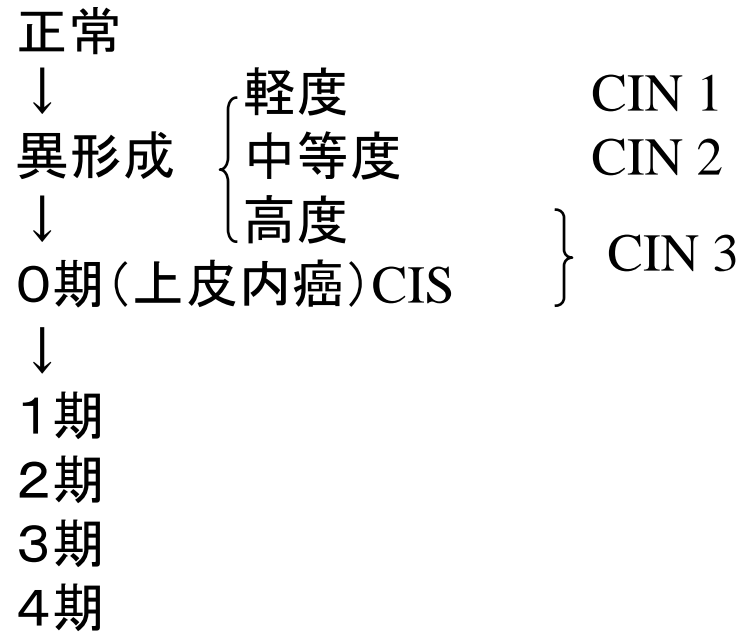 正常
↓ 軽度 CIN 1
異形成 中等度 CIN 2
↓ 高度
CIN 3
０期（上皮内癌）CIS
↓
１期
２期
３期
４期